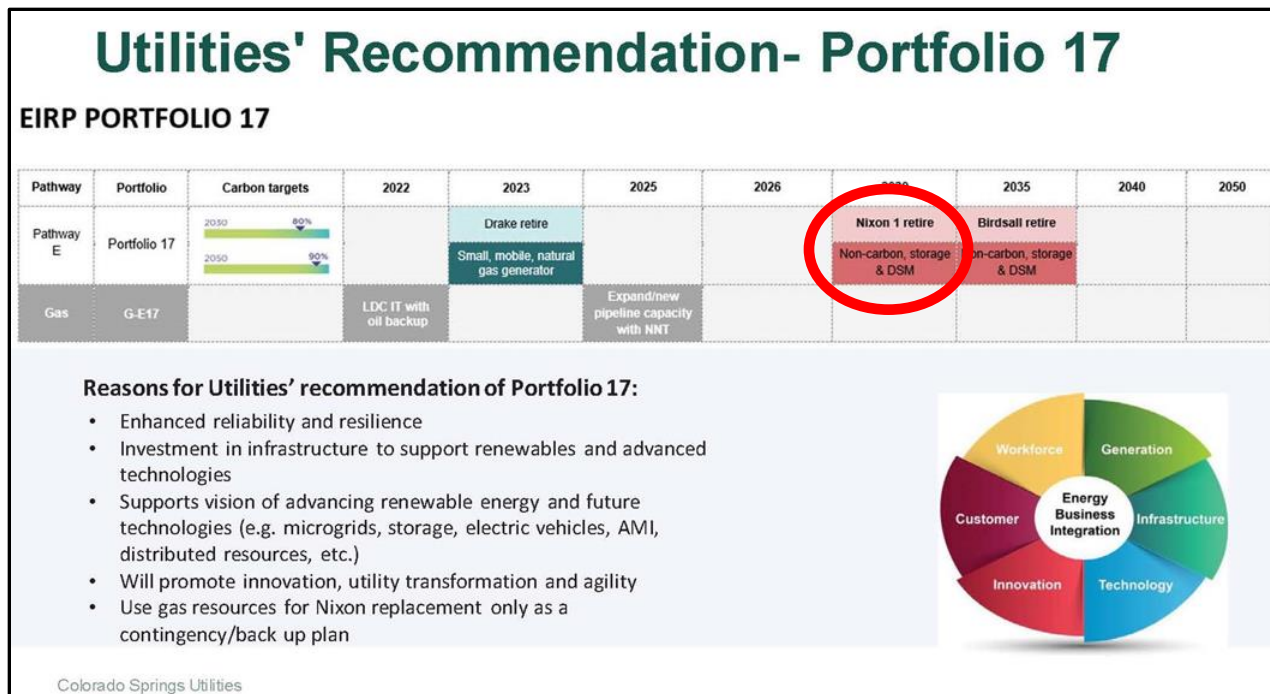 Utilities' Recommendation- Portfolio 17
EIRP PORTFOLIO 17
Pathway Portfolio Carbon targets 2022 2023 2025 2026 2035 2040 2050
Pathway E
Portfolio 17
2030 80%
2050 90%
Drake retire
Small, mobile, natural
gas generator
Nixon 1 retire
Non-carbon, storage
& DSM
Birdsall retire
& DSM
Gas
G-E17
LDC IT with
oil backup
Expand/new
pipeline capacity
with NNT
Reasons for Utilities’ recommendation of Portfolio 17:
• Enhanced reliability and resilience
• Investment in infrastructure to support renewables and advanced
technologies
• Supports vision of advancing renewable energy and future
technologies (e.g. microgrids, storage, electric vehicles, AMI,
distributed resources, etc.)
• Will promote innovation, utility transformation and agility
• Use gas resources for Nixon replacement only as a
contingency/back up plan
Workforce
Generation
Customer
Energy
Business
Integration
Infrastructure
Innovation
Technology
Colorado Springs Utilities